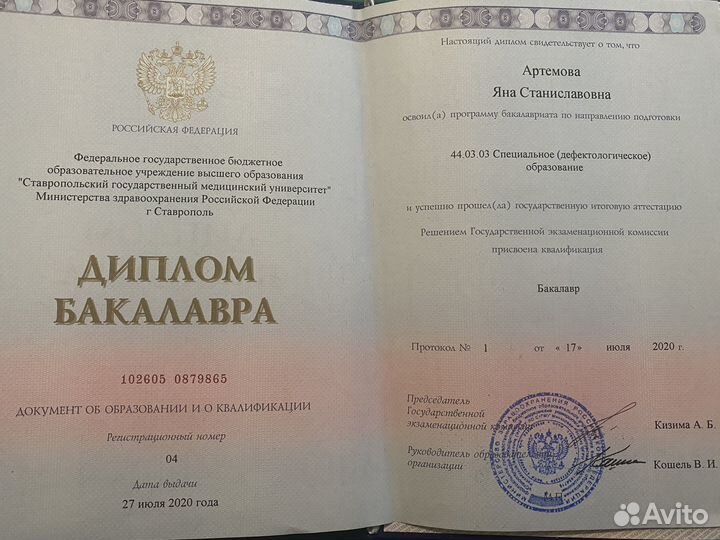 РОССИЙСКАЯ ФЕДЕРАЦИЯ
Федеральное государственное бюджетное
образовательное учреждение высшего образования
"Ставропольский государственный медицинский университет"
Министерства здравоохранения Российской Федерации
г Ставрополь
ДИПЛОМ
БАКАЛАВРА
102605 0879865
ДОКУМЕНТ ОБ ОБРАЗОВАНИИ И О КВАЛИФИКАЦИИ
Регистрационный номер
04
Дата выдачи
27 июля 2020 года
Настоящий диплом свидетельствует о том, что
Артемова
Яна Станиславовна
освоил(а) программу бакалавриата по направлению подготовки
44.03.03 Специальное (дефектологическое)
образование
и успешно прошел(ла) государственную итоговую аттестацию
Решением Государственной экзаменационной комиссии
присвоена квалификация
Бакалавр
Протокол № 1 от « 17» июля 2020 г.
Председатель
Государственной
экзаменационной
Кизима А. Б.
Руководитель
организации
Кошель В. И.
Avito